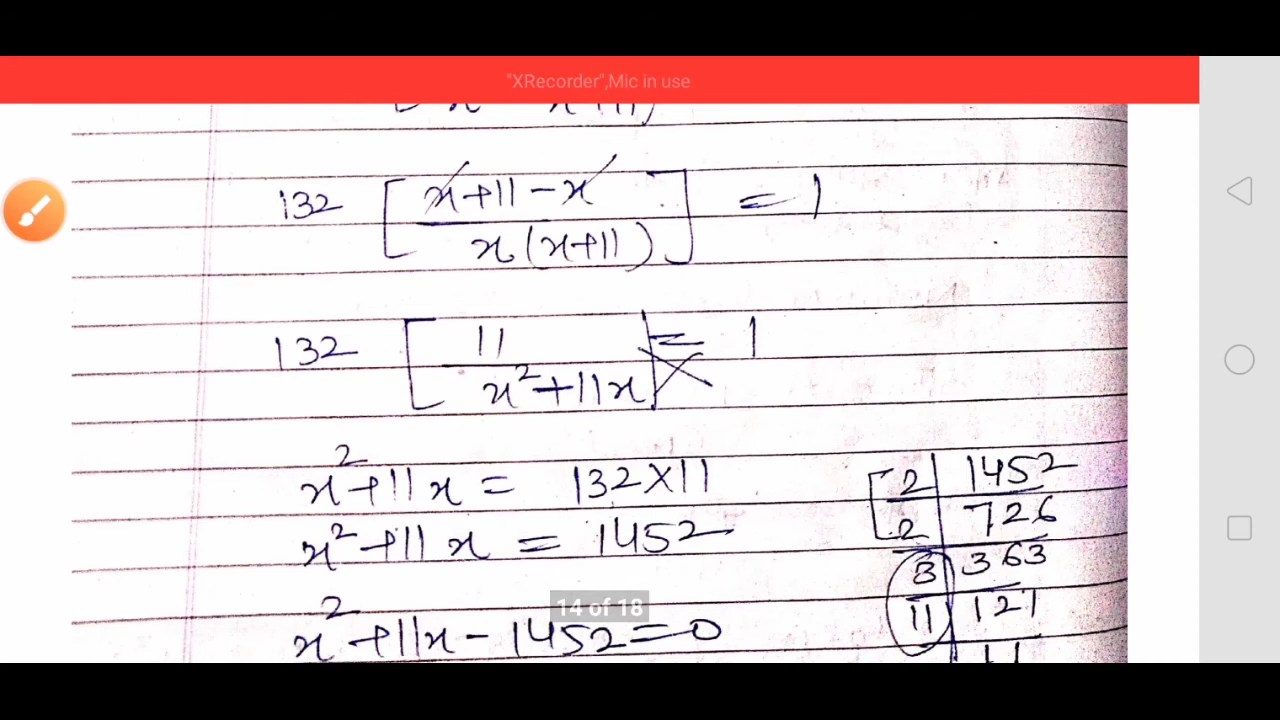 "XRecorder",Mic in use
132 [ x+11-x / x(x+11) ] = 1
132 [ 11 / x²+11x ] = 1
x²+11x = 132×11
x²+11x = 1452
x²+11x-1452=0
2 | 1452
2 | 726
3 | 363
11 | 121
11
14 of 18